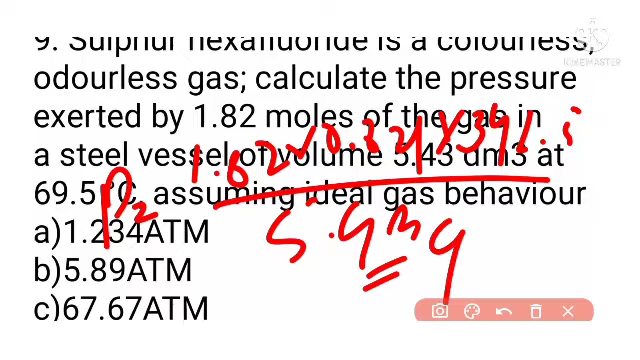 9. Sulphur hexafluoride is a colourless,
odourless gas; calculate the pressure
exerted by 1.82 moles of the gas in
a steel vessel of volume 5.43 dm3 at
69.5°C, assuming ideal gas behaviour
a)1.234ATM
b)5.89ATM
c)67.67ATM
KINEMASTER